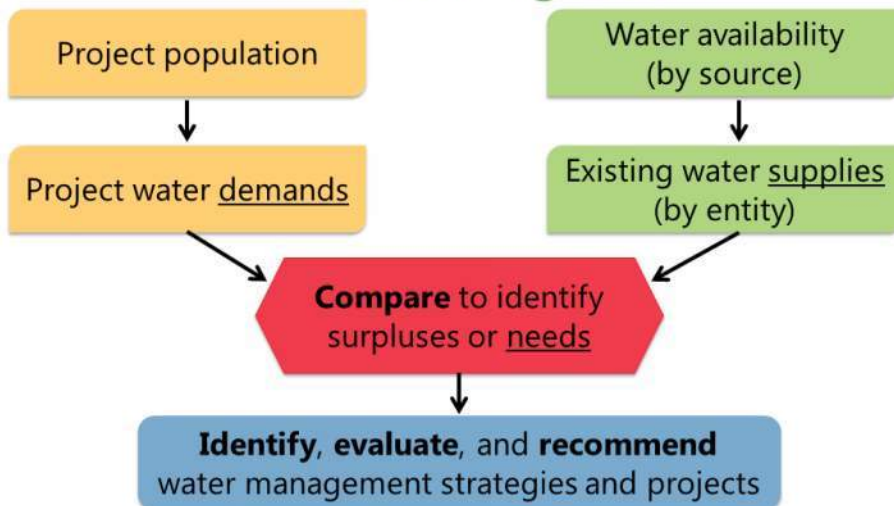 Project population
Project water demands
Water availability
(by source)
Existing water supplies
(by entity)
Compare to identify
surpluses or needs
Identify, evaluate, and recommend
water management strategies and projects